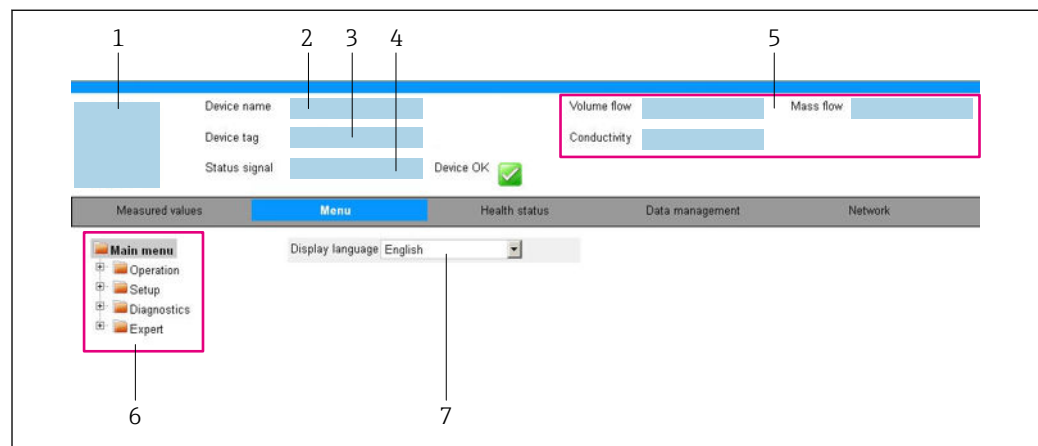 1 2 3 4 5
Device name
Volume flow Mass flow
Device tag
Conductivity
Status signal Device OK
Measured values Menu Health status Data management Network
Main menu
Display language English
Operation
Setup
Diagnostics
Expert
6 7